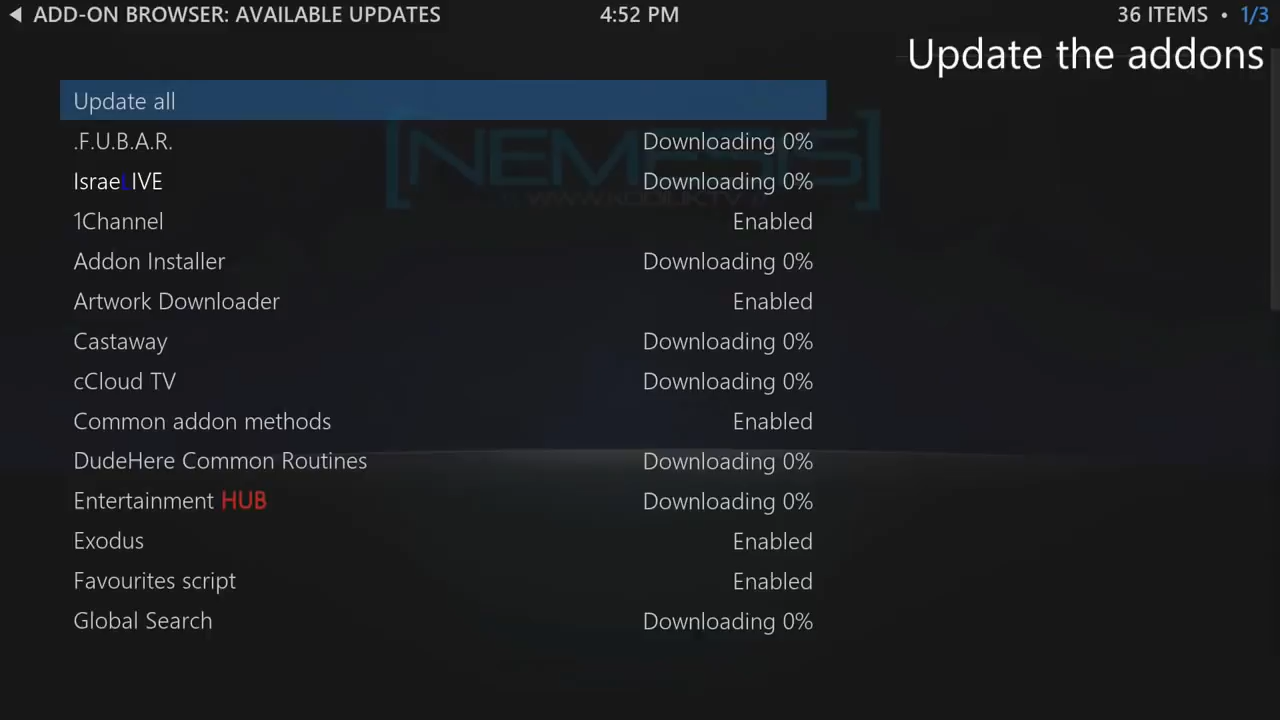 ADD-ON BROWSER: AVAILABLE UPDATES 4:52 PM 36 ITEMS • 1/3
Update the addons
Update all
.F.U.B.A.R. Downloading 0%
[NEMESIS]
IsraeLIVE Downloading 0%
1Channel Enabled
Addon Installer Downloading 0%
Artwork Downloader Enabled
Castaway Downloading 0%
cCloud TV Downloading 0%
Common addon methods Enabled
DudeHere Common Routines Downloading 0%
Entertainment HUB Downloading 0%
Exodus Enabled
Favourites script Enabled
Global Search Downloading 0%